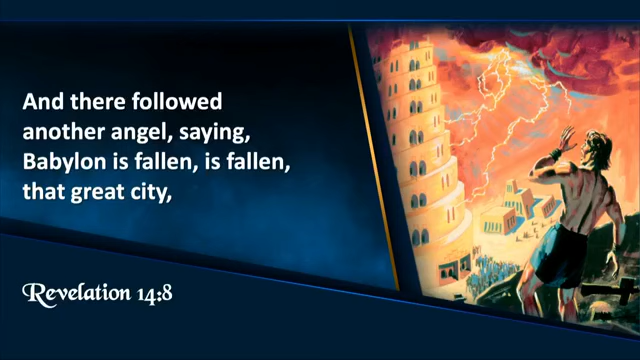 And there followed
another angel, saying,
Babylon is fallen, is fallen,
that great city,
Revelation 14:8